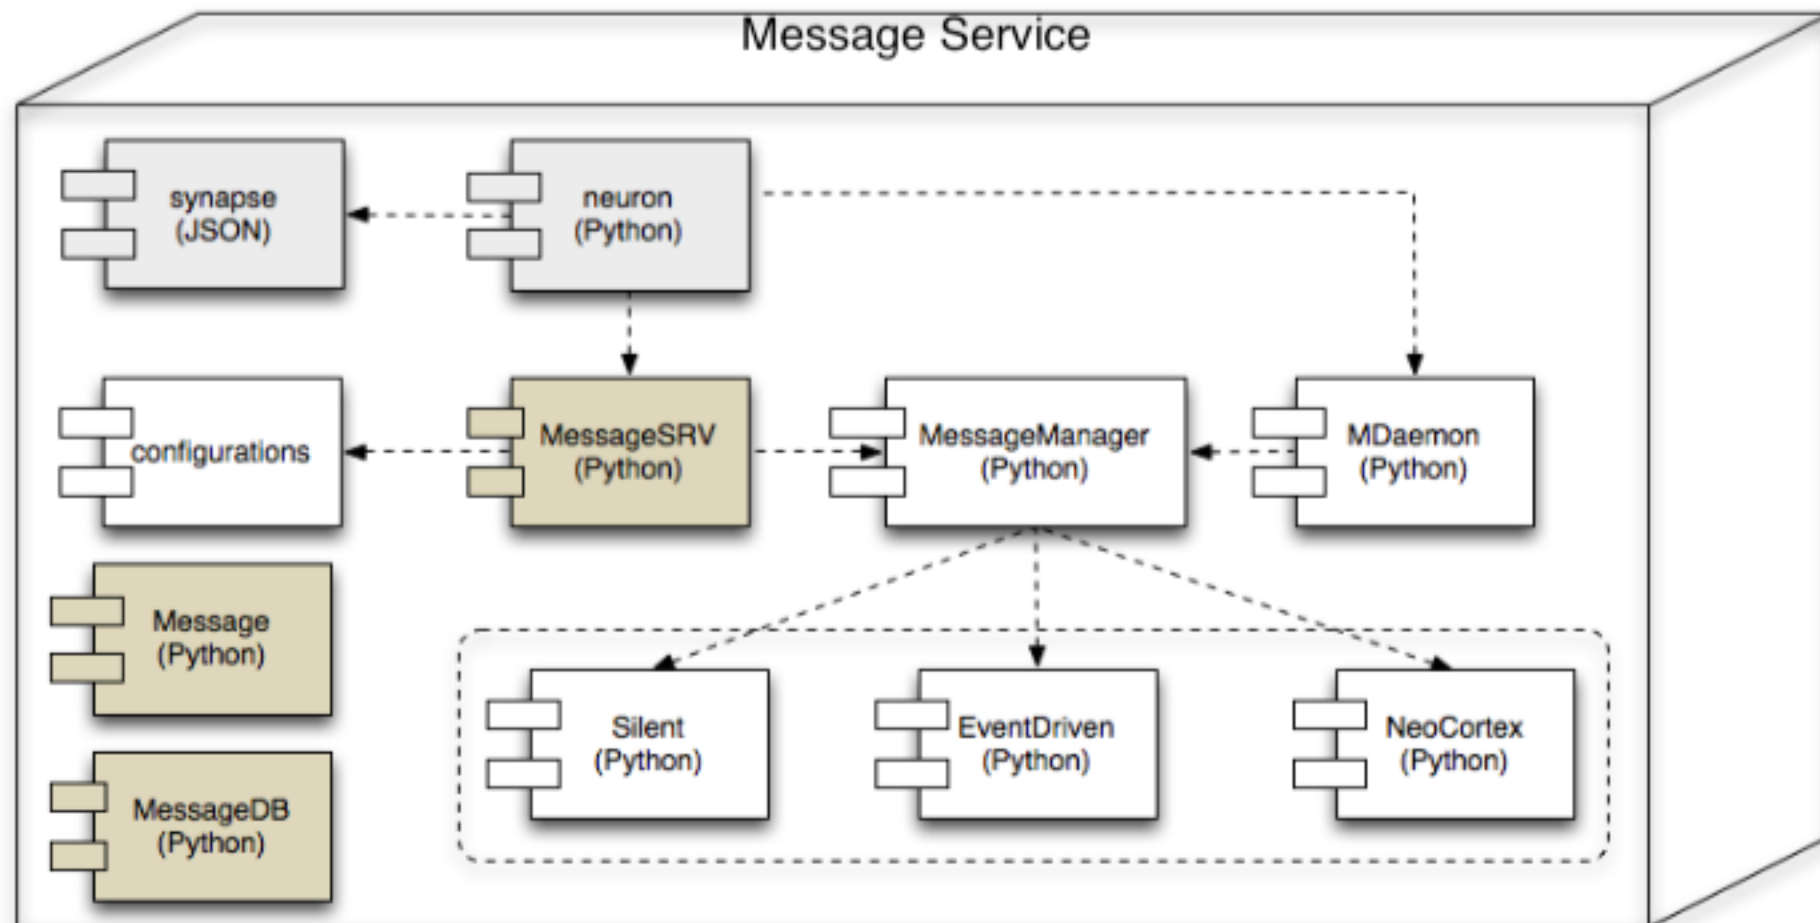 Message Service
synapse
(JSON)
neuron
(Python)
configurations
MessageSRV
(Python)
MessageManager
(Python)
MDaemon
(Python)
Message
(Python)
Silent
(Python)
EventDriven
(Python)
NeoCortex
(Python)
MessageDB
(Python)